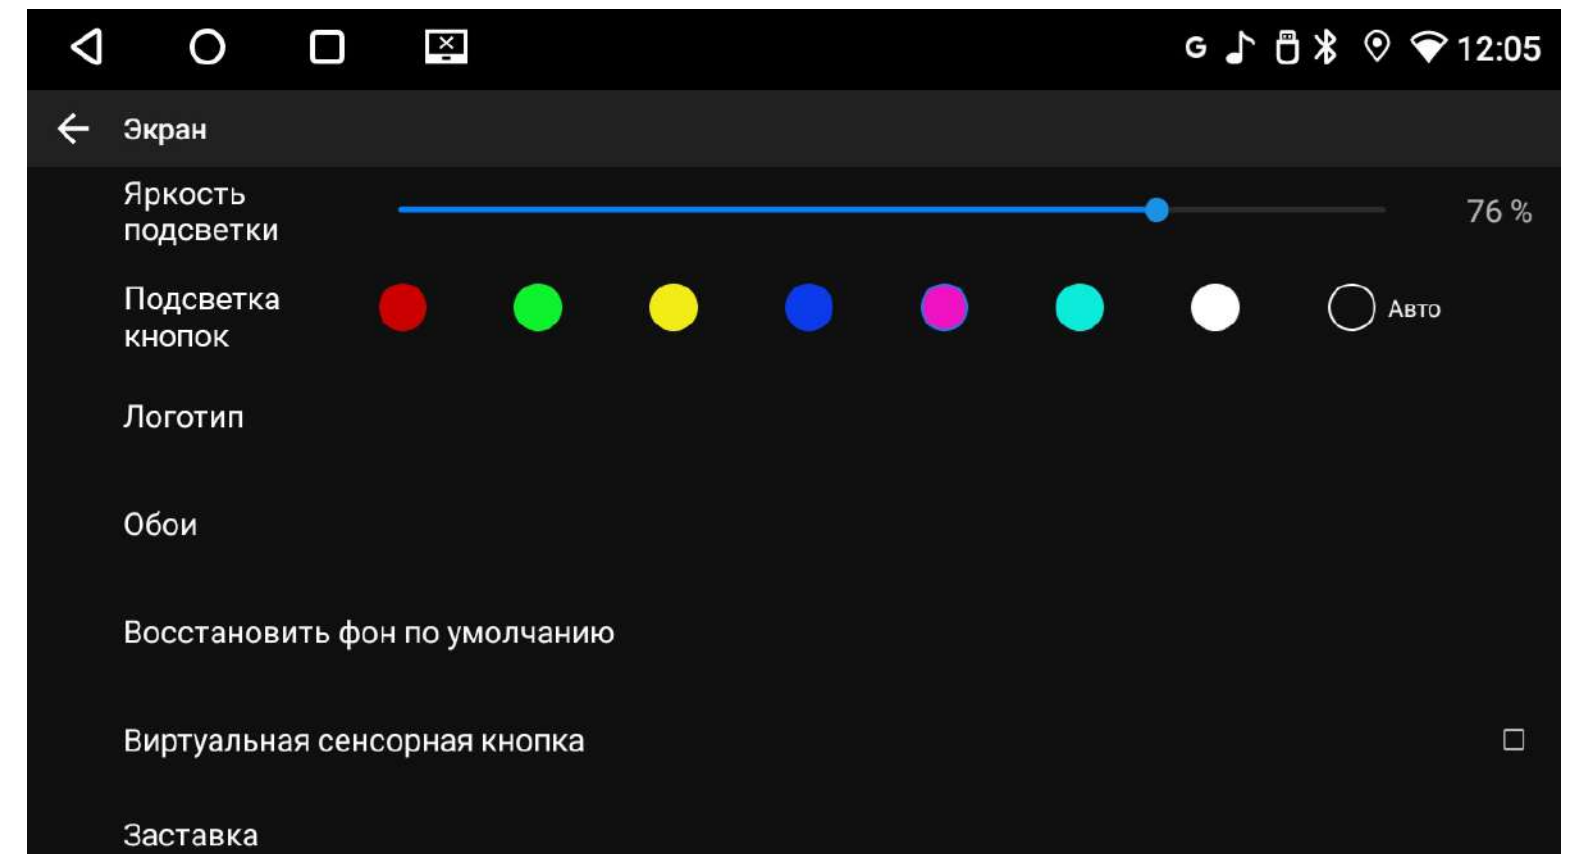 G 12:05
Экран
Яркость
подсветки
76 %
Подсветка
кнопок
Авто
Логотип
Обои
Восстановить фон по умолчанию
Виртуальная сенсорная кнопка
Заставка